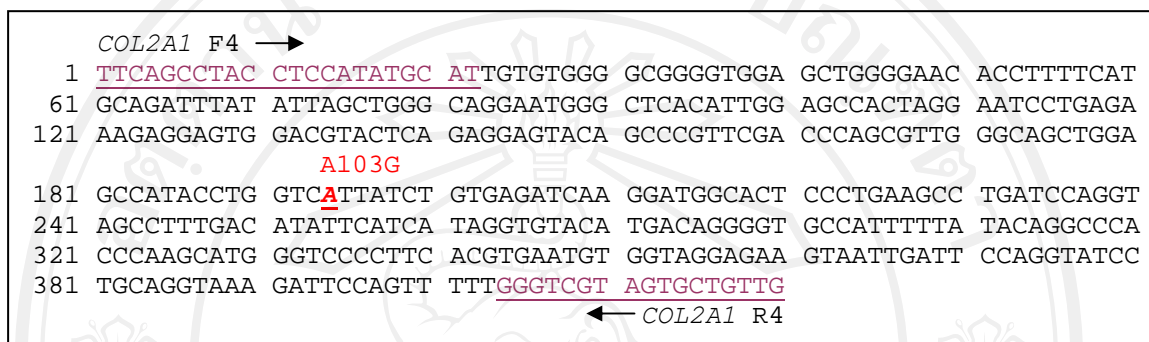 COL2A1 F4 →
1 TTCAGCCTAC CTCCATATGC ATTGTGTGGG GCGGGGTGGA GCTGGGGAAC ACCTTTTCAT
61 GCAGATTTAT ATTAGCTGGG CAGGAATGGG CTCACATTGG AGCCACTAGG AATCCTGAGA
121 AAGAGGAGTG GACGTACTCA GAGGAGTACA GCCCGTTCGA CCCAGCGTTG GGCAGCTGGA
A103G
181 GCCATACCTG GTCATTATCT GTGAGATCAA GGATGGCACT CCCTGAAGCC TGATCCAGGT
241 AGCCTTTGAC ATATTCATCA TAGGTGTACA TGACAGGGGT GCCATTTTTA TACAGGCCCA
321 CCCAAGCATG GGTCCCCTTC ACGTGAATGT GGTAGGAGAA GTAATTGATT CCAGGTATCC
381 TGCAGGTAAA GATTCCAGTT TTTGGGTCGT AGTGCTGTTG
← COL2A1 R4